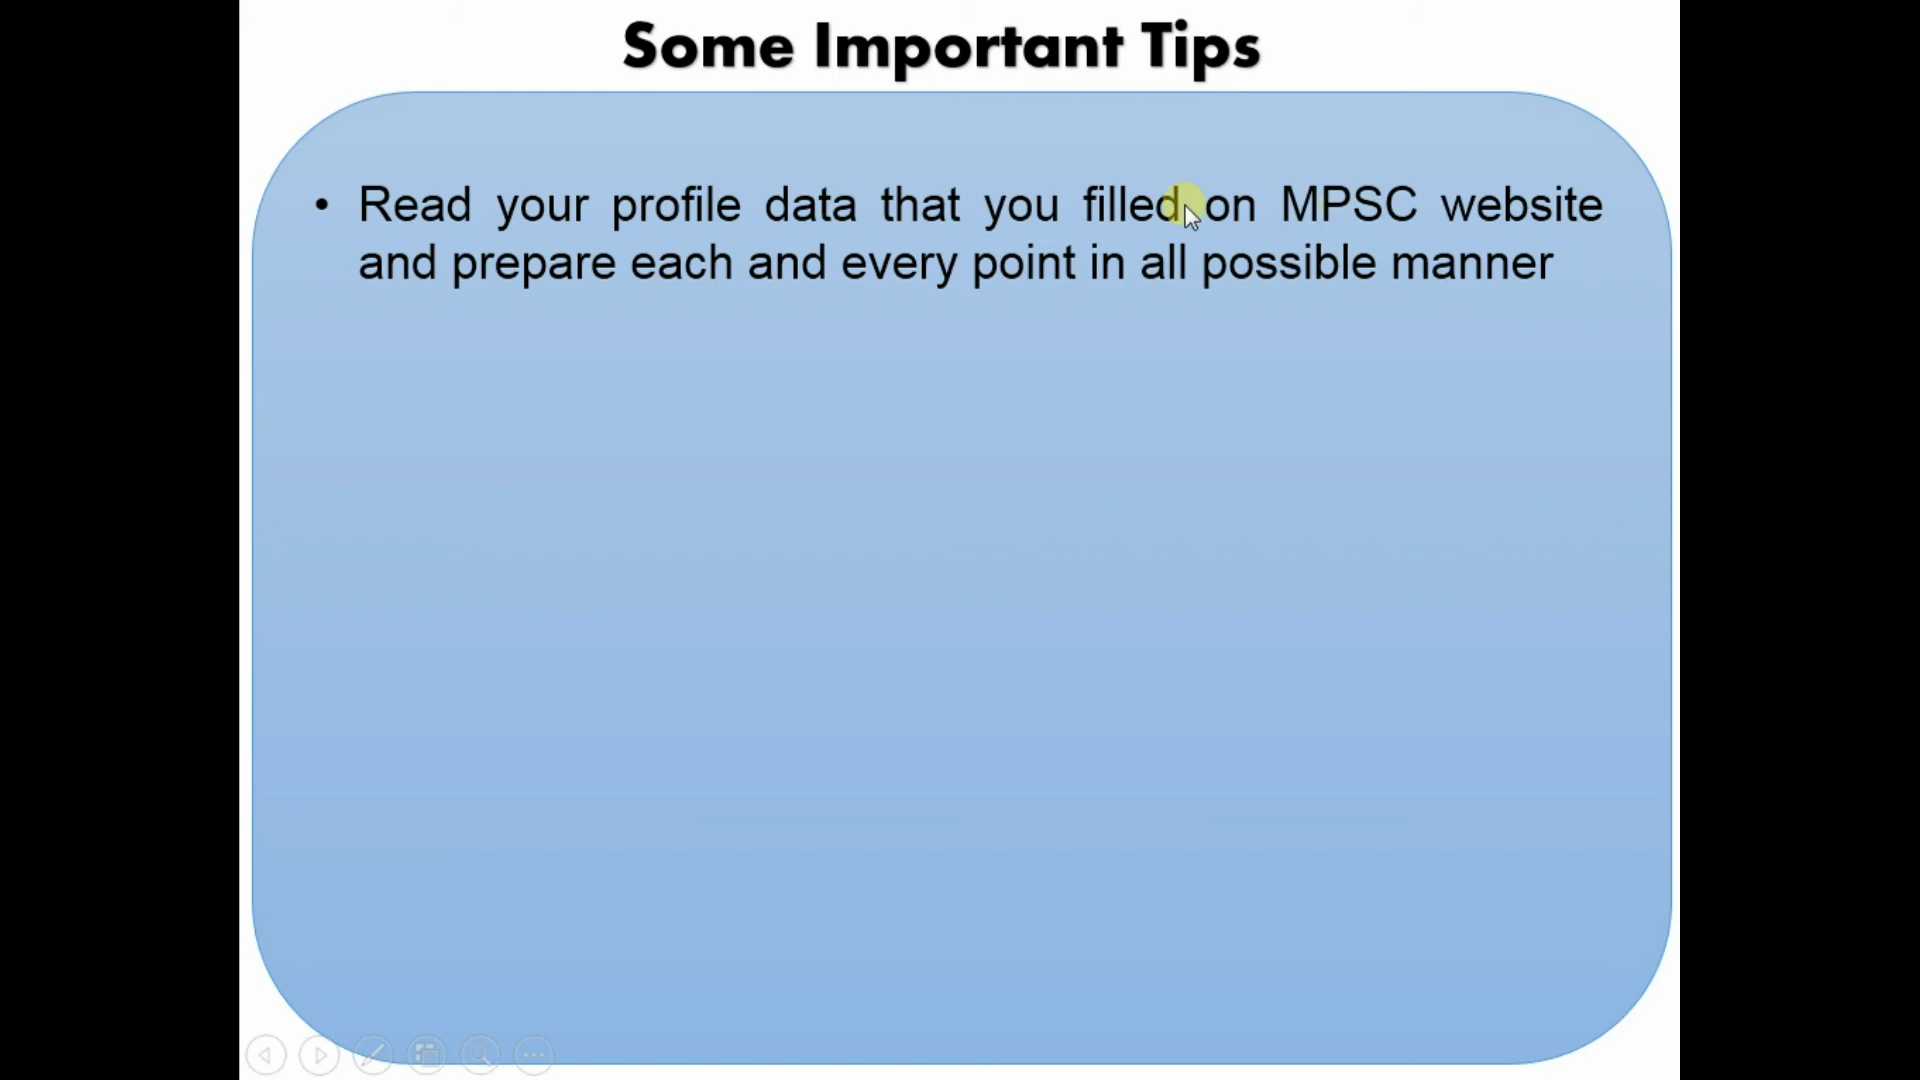 Some Important Tips
• Read your profile data that you filled on MPSC website
and prepare each and every point in all possible manner